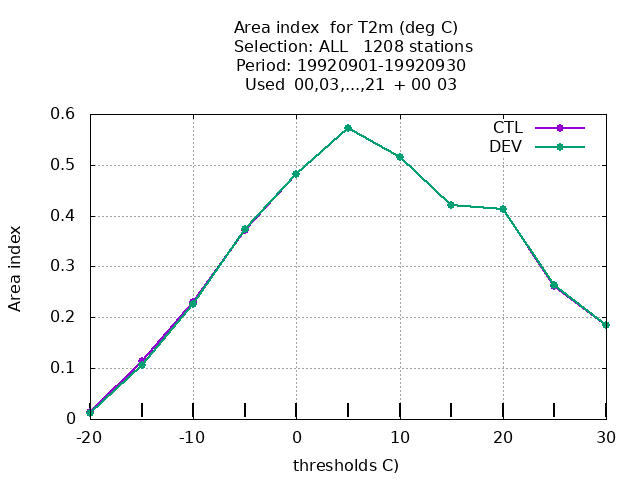 Area index  for T2m (deg C)
Selection: ALL   1208 stations
Period: 19920901-19920930
Used  00,03,...,21  + 00 03
CTL
DEV
0.6
0.5
0.4
0.3
0.2
0.1
0
Area index
-20
-10
0
10
20
30
thresholds C)